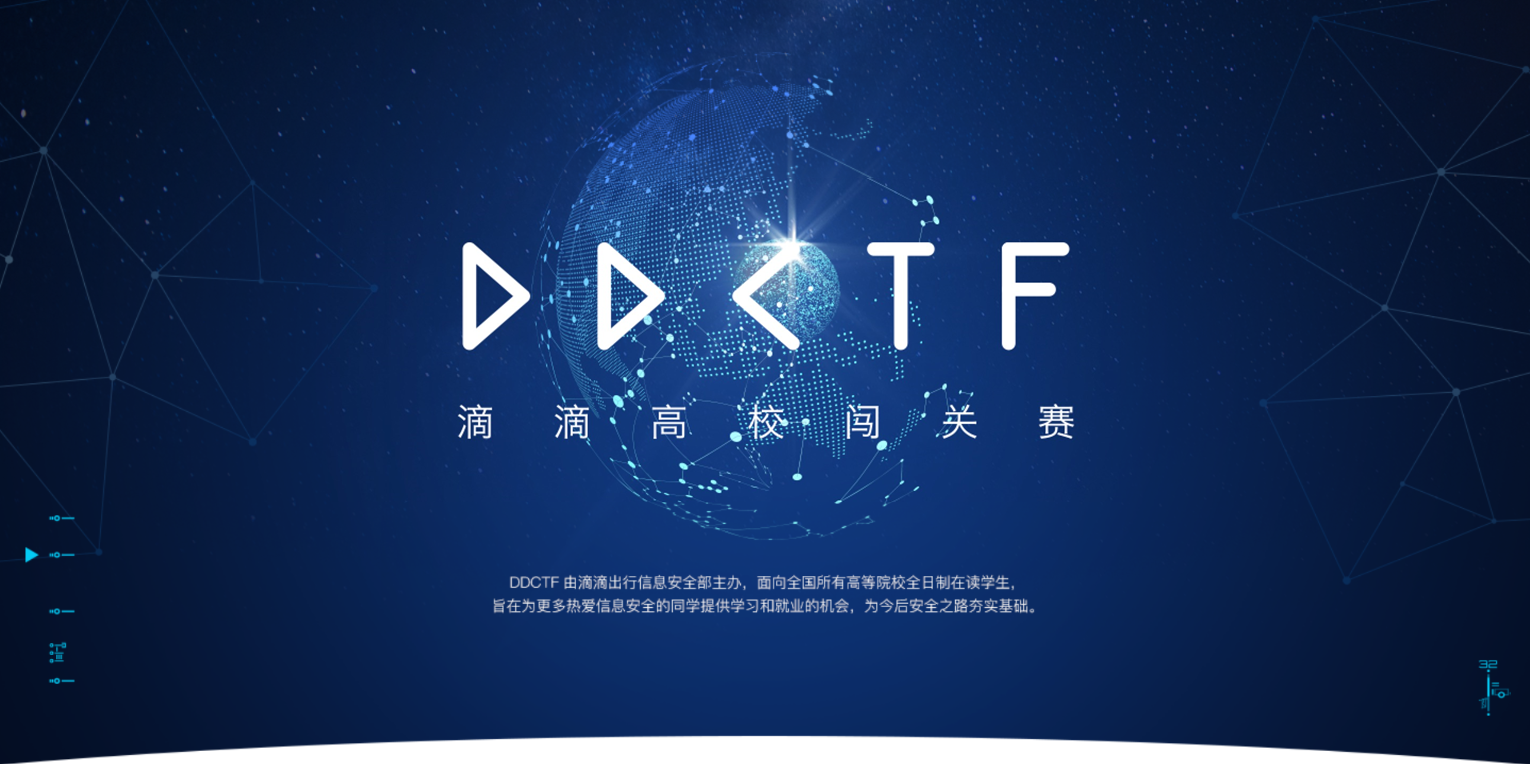 DDCTF
滴滴高校闯关赛
DDCTF 由滴滴出行信息安全部主办，面向全国所有高等院校全日制在读学生，
旨在为更多热爱信息安全的同学提供学习和就业的机会，为今后安全之路夯实基础。
32